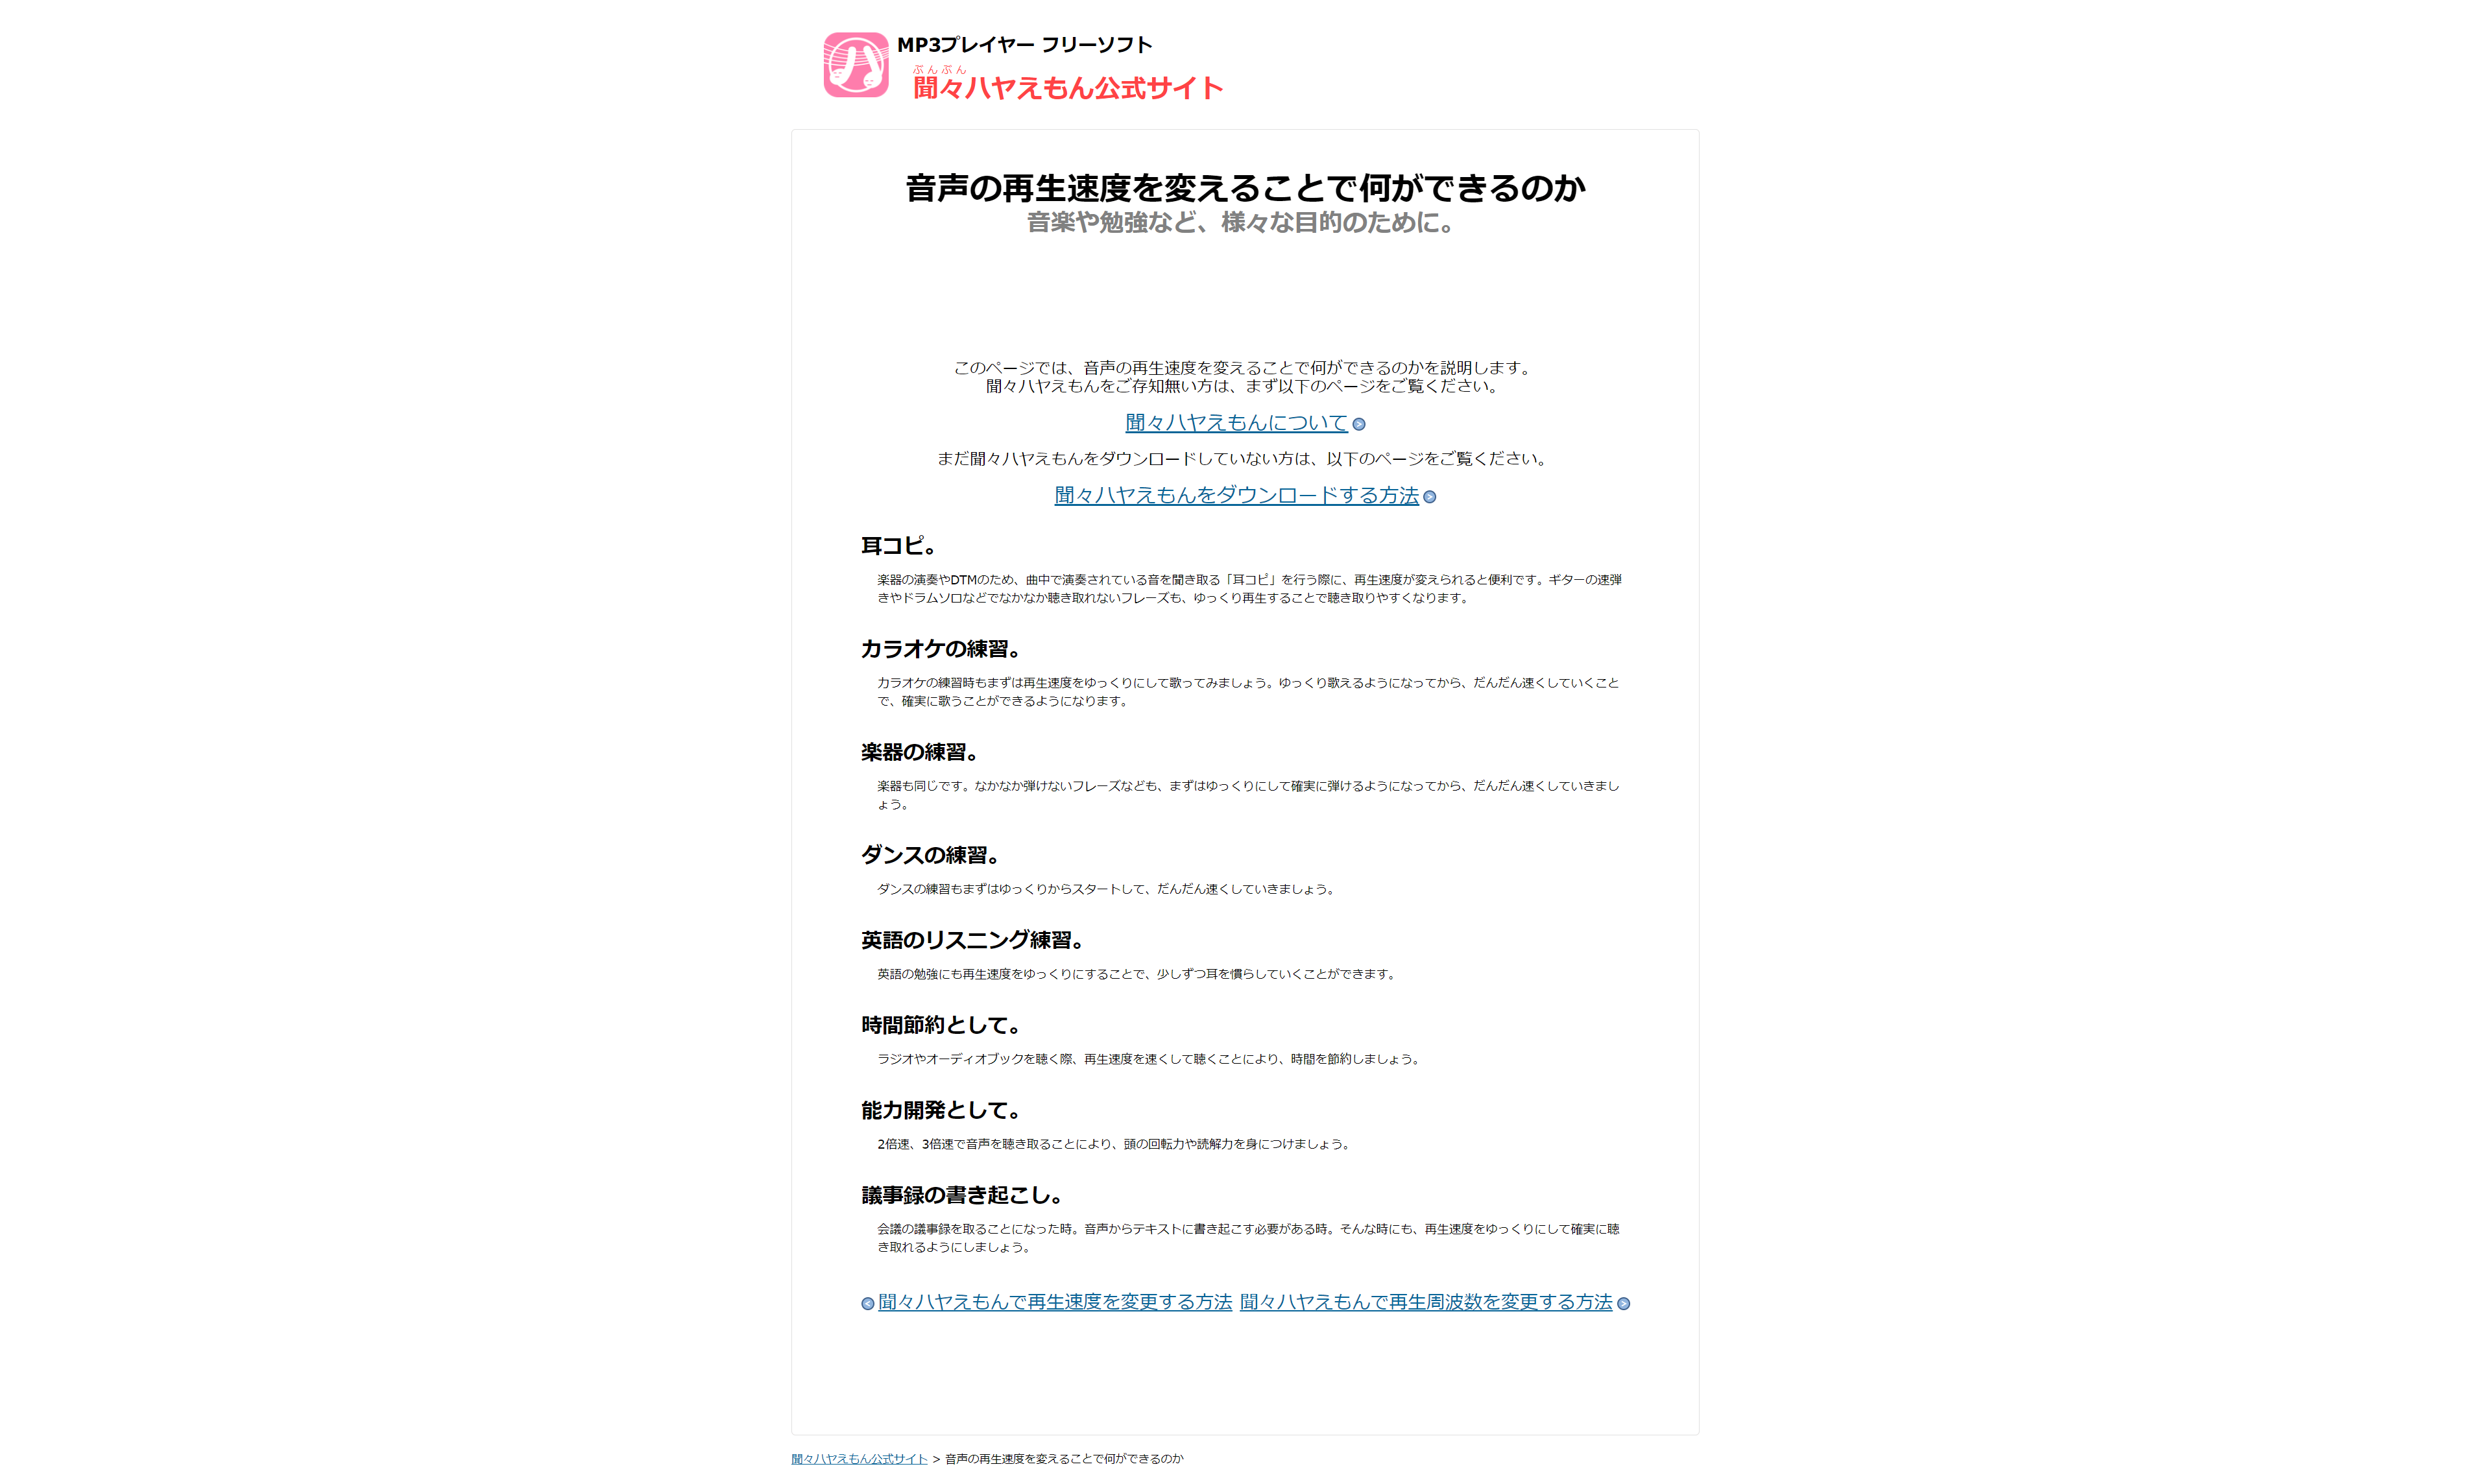 MP3プレイヤー フリーソフト
ぶんぶん
聞々ハヤえもん公式サイト
音声の再生速度を変えることで何ができるのか
音楽や勉強など、様々な目的のために。
このページでは、音声の再生速度を変えることで何ができるのかを説明します。
聞々ハヤえもんをご存知無い方は、まず以下のページをご覧ください。
聞々ハヤえもんについて
まだ聞々ハヤえもんをダウンロードしていない方は、以下のページをご覧ください。
聞々ハヤえもんをダウンロードする方法
耳コピ。
楽器の演奏やDTMのため、曲中で演奏されている音を聞き取る「耳コピ」を行う際に、再生速度が変えられると便利です。ギターの速弾
きやドラムソロなどでなかなか聴き取れないフレーズも、ゆっくり再生することで聴き取りやすくなります。
カラオケの練習。
カラオケの練習時もまずは再生速度をゆっくりにして歌ってみましょう。ゆっくり歌えるようになってから、だんだん速くしていくこと
で、確実に歌うことができるようになります。
楽器の練習。
楽器も同じです。なかなか弾けないフレーズなども、まずはゆっくりにして確実に弾けるようになってから、だんだん速くしていきまし
ょう。
ダンスの練習。
ダンスの練習もまずはゆっくりからスタートして、だんだん速くしていきましょう。
英語のリスニング練習。
英語の勉強にも再生速度をゆっくりにすることで、少しずつ耳を慣らしていくことができます。
時間節約として。
ラジオやオーディオブックを聴く際、再生速度を速くして聴くことにより、時間を節約しましょう。
能力開発として。
2倍速、3倍速で音声を聴き取ることにより、頭の回転力や読解力を身につけましょう。
議事録の書き起こし。
会議の議事録を取ることになった時。音声からテキストに書き起こす必要がある時。そんな時にも、再生速度をゆっくりにして確実に聴
き取れるようにしましょう。
聞々ハヤえもんで再生速度を変更する方法 聞々ハヤえもんで再生周波数を変更する方法
聞々ハヤえもん公式サイト > 音声の再生速度を変えることで何ができるのか